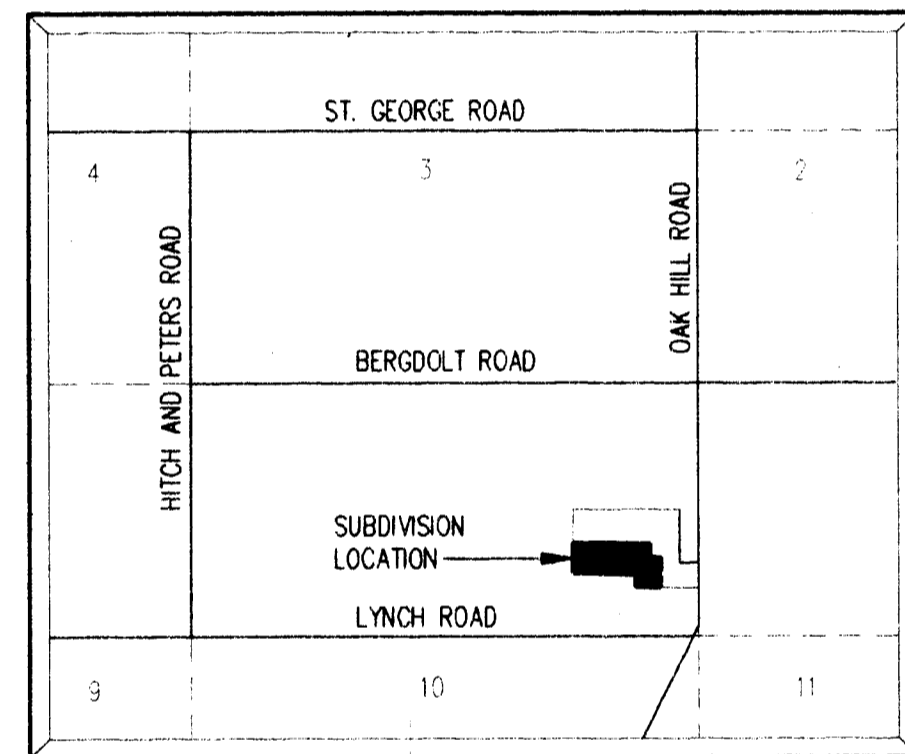 ST. GEORGE ROAD
4
3
2
HITCH AND PETERS ROAD
OAK HILL ROAD
BERGDOLT ROAD
SUBDIVISION
LOCATION
LYNCH ROAD
9
10
11